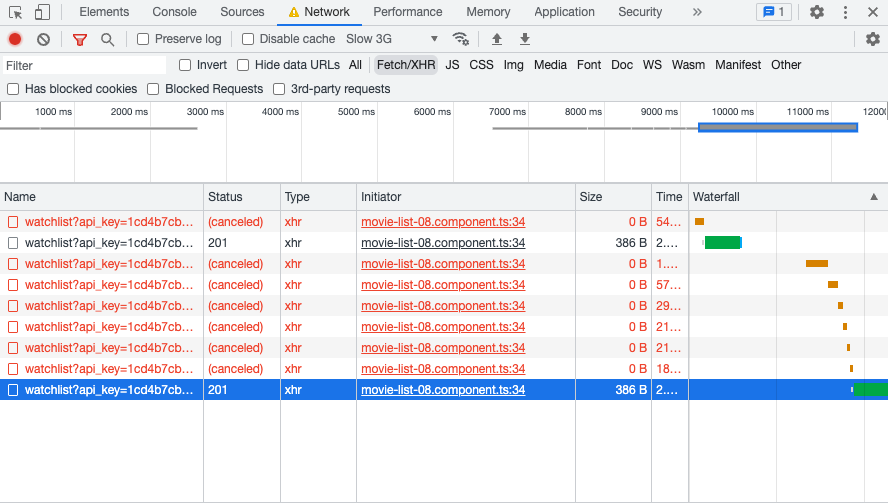 Elements Console Sources Network Performance Memory Application Security » 1
Preserve log Disable cache Slow 3G
Filter Invert Hide data URLs All Fetch/XHR JS CSS Img Media Font Doc WS Wasm Manifest Other
Has blocked cookies Blocked Requests 3rd-party requests
1000 ms 2000 ms 3000 ms 4000 ms 5000 ms 6000 ms 7000 ms 8000 ms 9000 ms 10000 ms 11000 ms 1200
Name Status Type Initiator Size Time Waterfall
watchlist?api_key=1cd4b7cb... (canceled) xhr movie-list-08.component.ts:34 0 B 54...
watchlist?api_key=1cd4b7cb... 201 xhr movie-list-08.component.ts:34 386 B 2....
watchlist?api_key=1cd4b7cb... (canceled) xhr movie-list-08.component.ts:34 0 B 1....
watchlist?api_key=1cd4b7cb... (canceled) xhr movie-list-08.component.ts:34 0 B 57...
watchlist?api_key=1cd4b7cb... (canceled) xhr movie-list-08.component.ts:34 0 B 29...
watchlist?api_key=1cd4b7cb... (canceled) xhr movie-list-08.component.ts:34 0 B 21...
watchlist?api_key=1cd4b7cb... (canceled) xhr movie-list-08.component.ts:34 0 B 21...
watchlist?api_key=1cd4b7cb... (canceled) xhr movie-list-08.component.ts:34 0 B 18...
watchlist?api_key=1cd4b7cb... 201 xhr movie-list-08.component.ts:34 386 B 2....